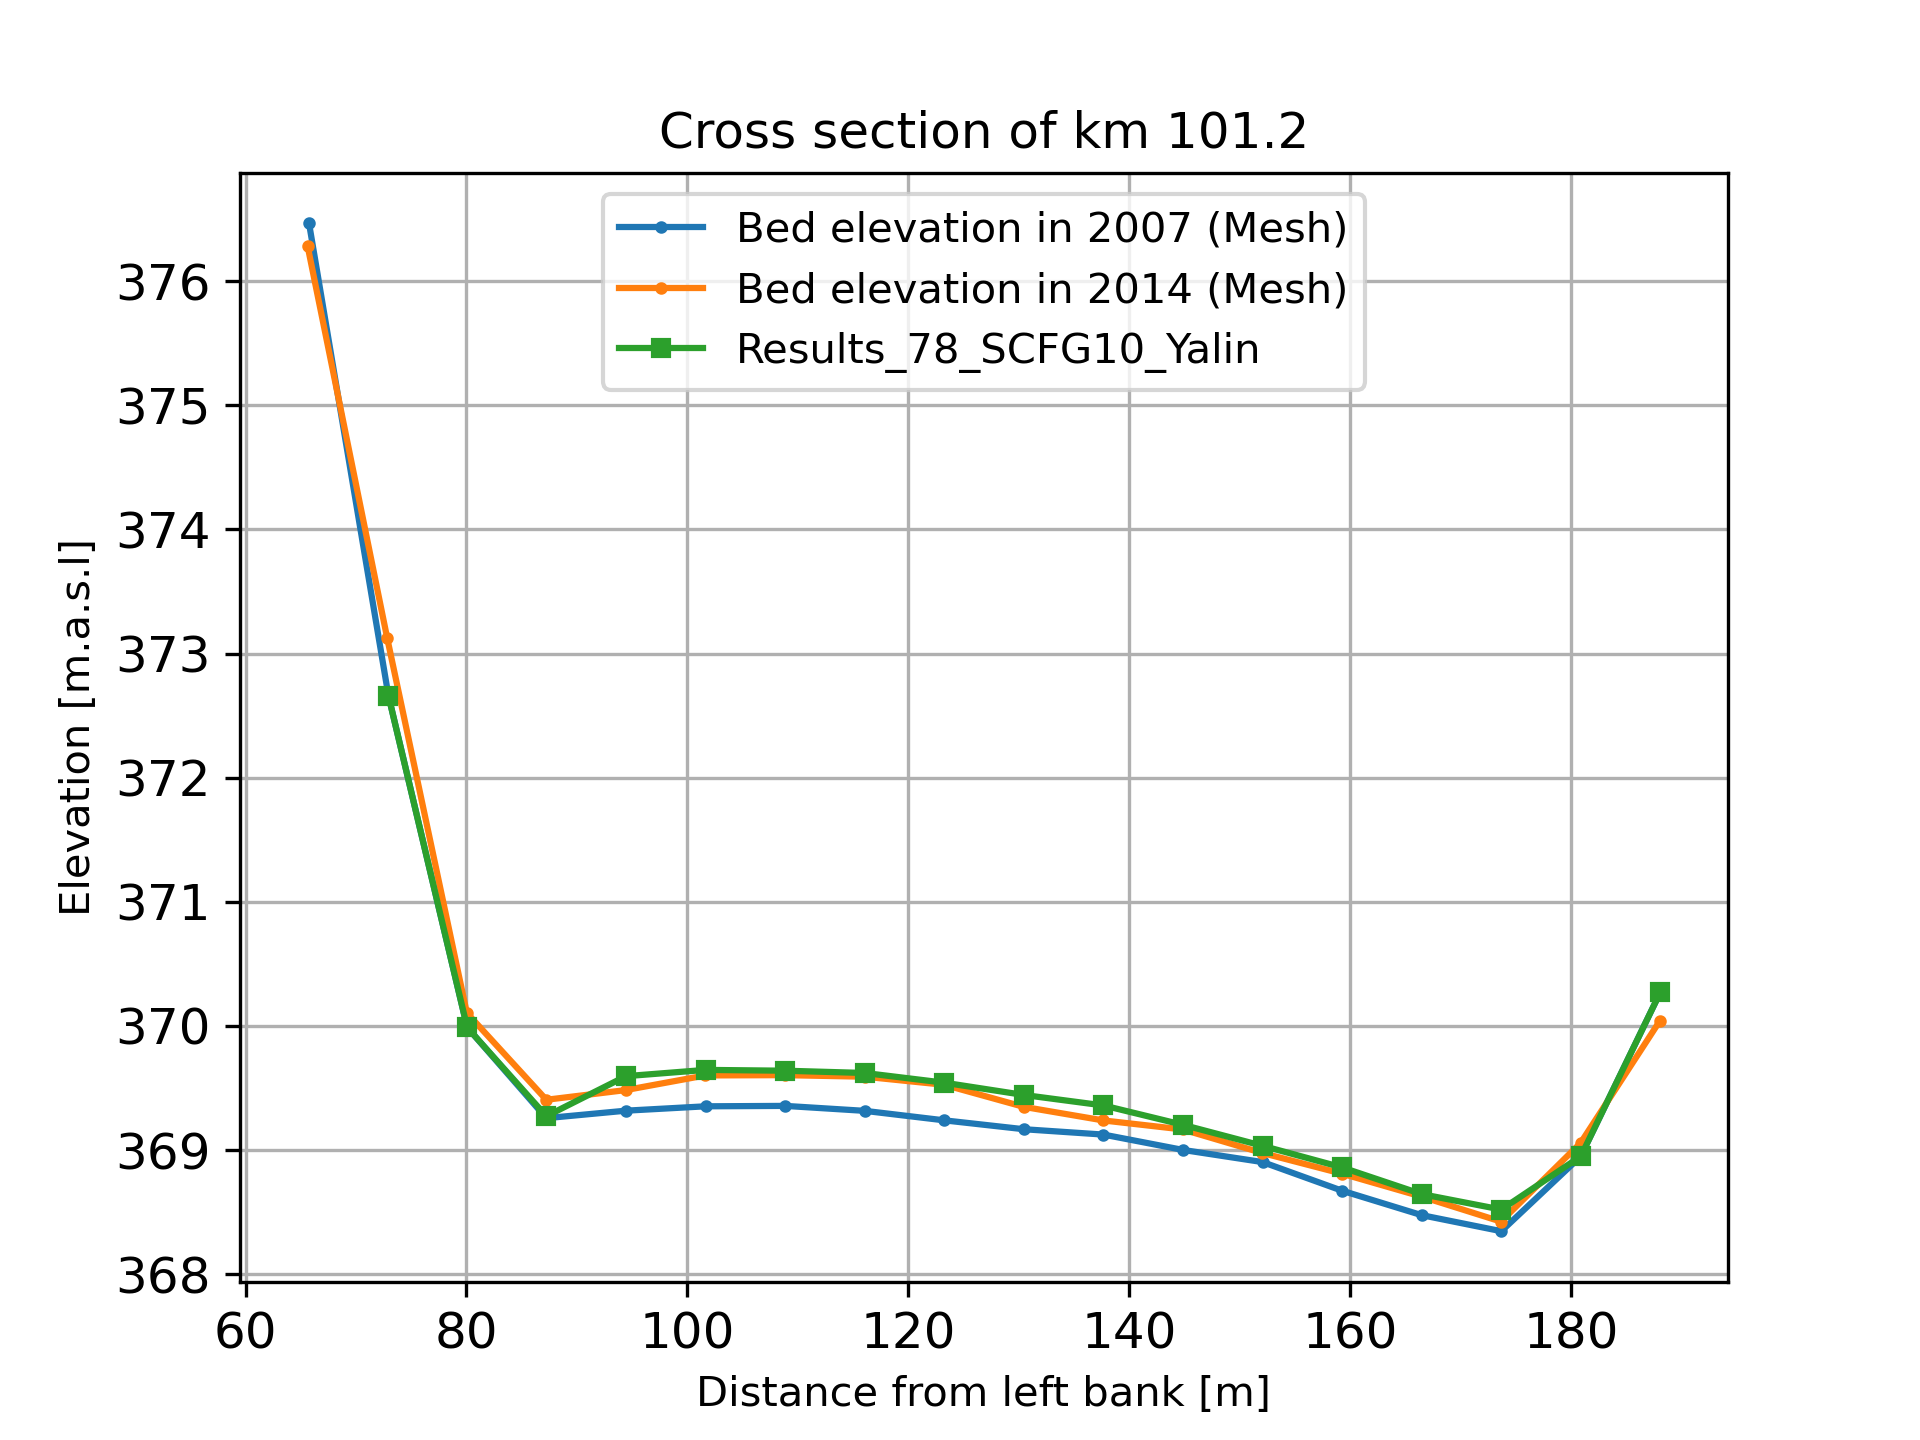 Cross section of km 101.2
Bed elevation in 2007 (Mesh)
Bed elevation in 2014 (Mesh)
Results_78_SCFG10_Yalin
376
375
374
373
372
371
370
369
368
Elevation [m.a.s.l]
60 80 100 120 140 160 180
Distance from left bank [m]